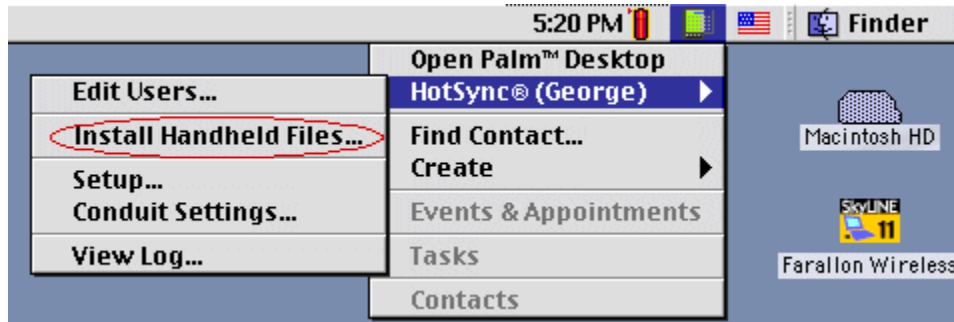 5:20 PM Finder
Open Palm™ Desktop
HotSync® (George)
Find Contact...
Create
Events & Appointments
Tasks
Contacts
Edit Users...
Install Handheld Files...
Setup...
Conduit Settings...
View Log...
Macintosh HD
SkyLINE
11
Farallon Wireless